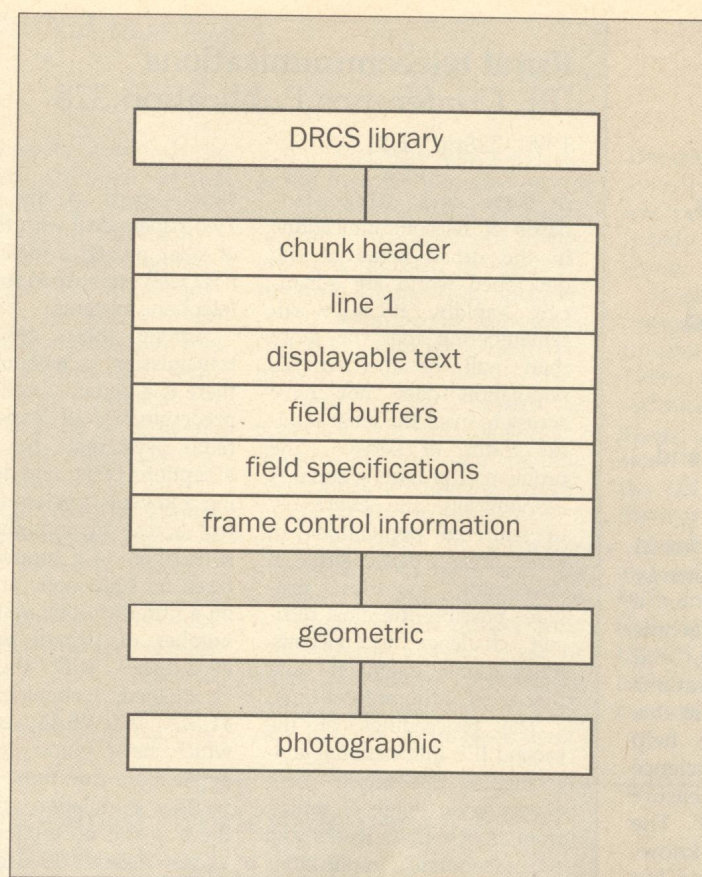 DRCS library
chunk header
line 1
displayable text
field buffers
field specifications
frame control information
geometric
photographic